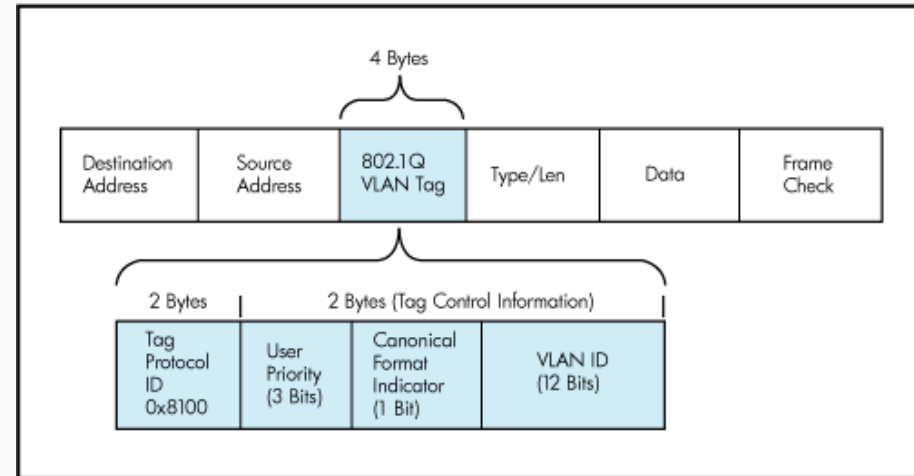 4 Bytes
Destination
Address
Source
Address
802.1Q
VLAN Tag
Type/Len
Data
Frame
Check
2 Bytes
2 Bytes (Tag Control Information)
Tag
Protocol
ID
0x8100
User
Priority
(3 Bits)
Canonical
Format
Indicator
(1 Bit)
VLAN ID
(12 Bits)